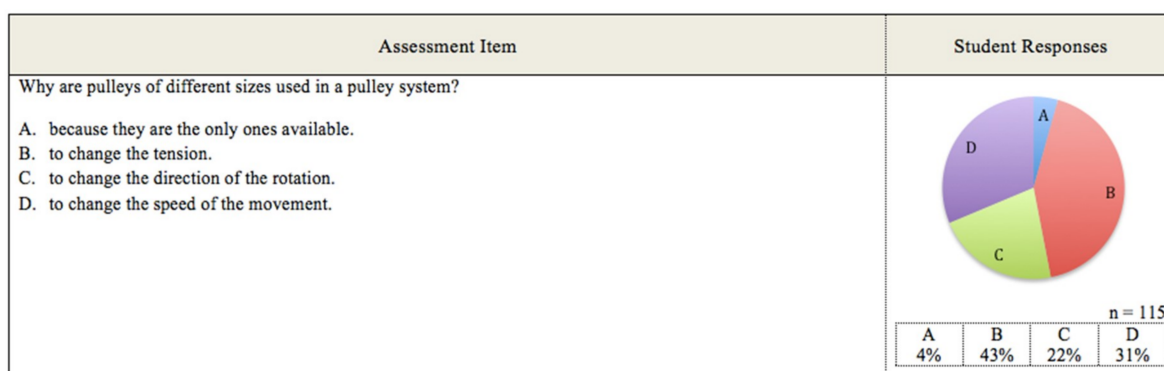 Assessment Item
Student Responses
Why are pulleys of different sizes used in a pulley system?
A. because they are the only ones available.
B. to change the tension.
C. to change the direction of the rotation.
D. to change the speed of the movement.
A
D
B
C
n = 115
A B C D
4% 43% 22% 31%